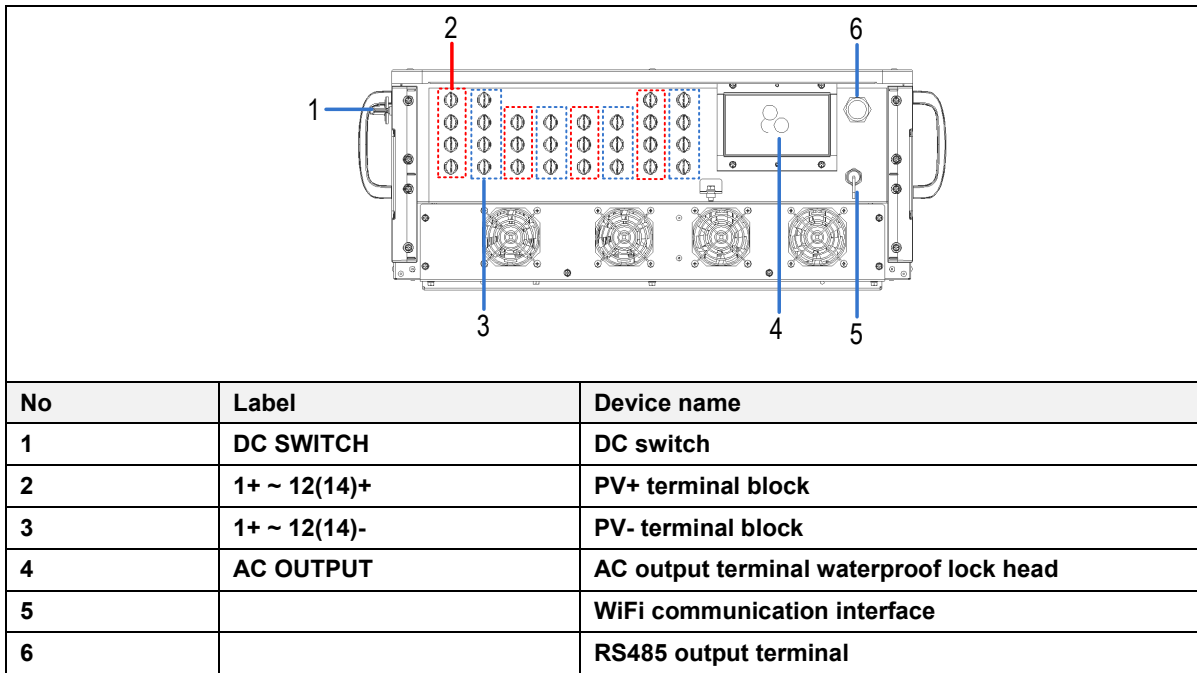 2
6
1
3
4
5
No Label Device name
1 DC SWITCH DC switch
2 1+ ~ 12(14)+ PV+ terminal block
3 1+ ~ 12(14)- PV- terminal block
4 AC OUTPUT AC output terminal waterproof lock head
5 WiFi communication interface
6 RS485 output terminal